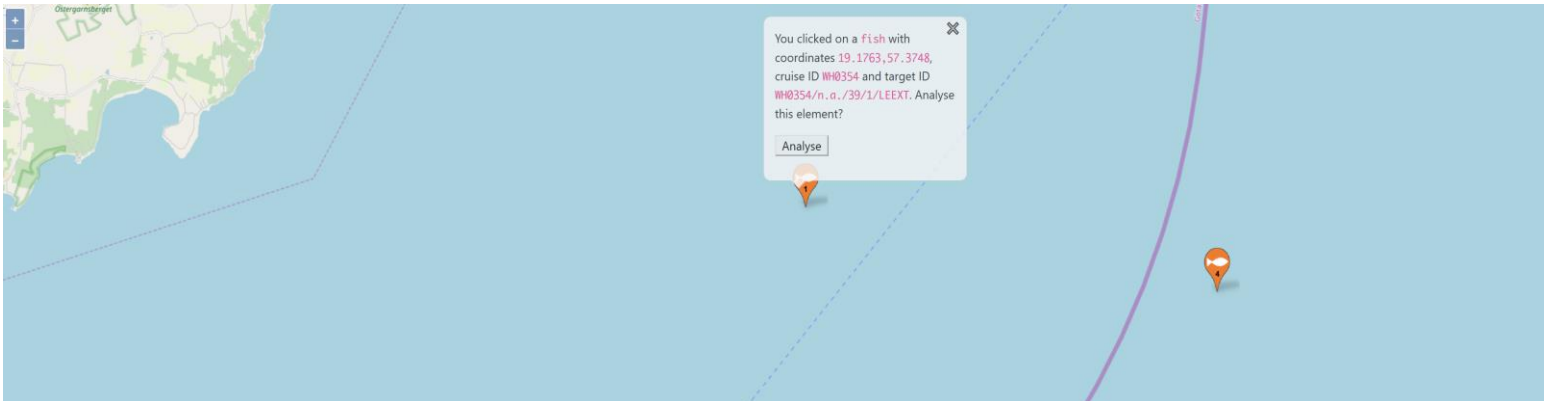 Östergarnsberget
+
−
You clicked on a fish with
coordinates 19.1763,57.3748,
cruise ID WH0354 and target ID
WH0354/n.a./39/1/LEEXT. Analyse
this element?
Analyse
1
4